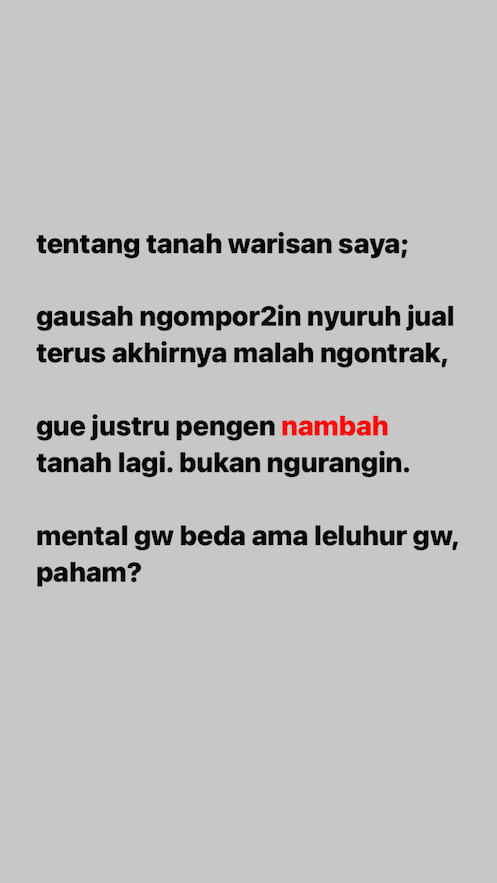 tentang tanah warisan saya;
gausah ngompor2in nyuruh jual
terus akhirnya malah ngontrak,
gue justru pengen nambah
tanah lagi. bukan ngurangin.
mental gw beda ama leluhur gw,
paham?